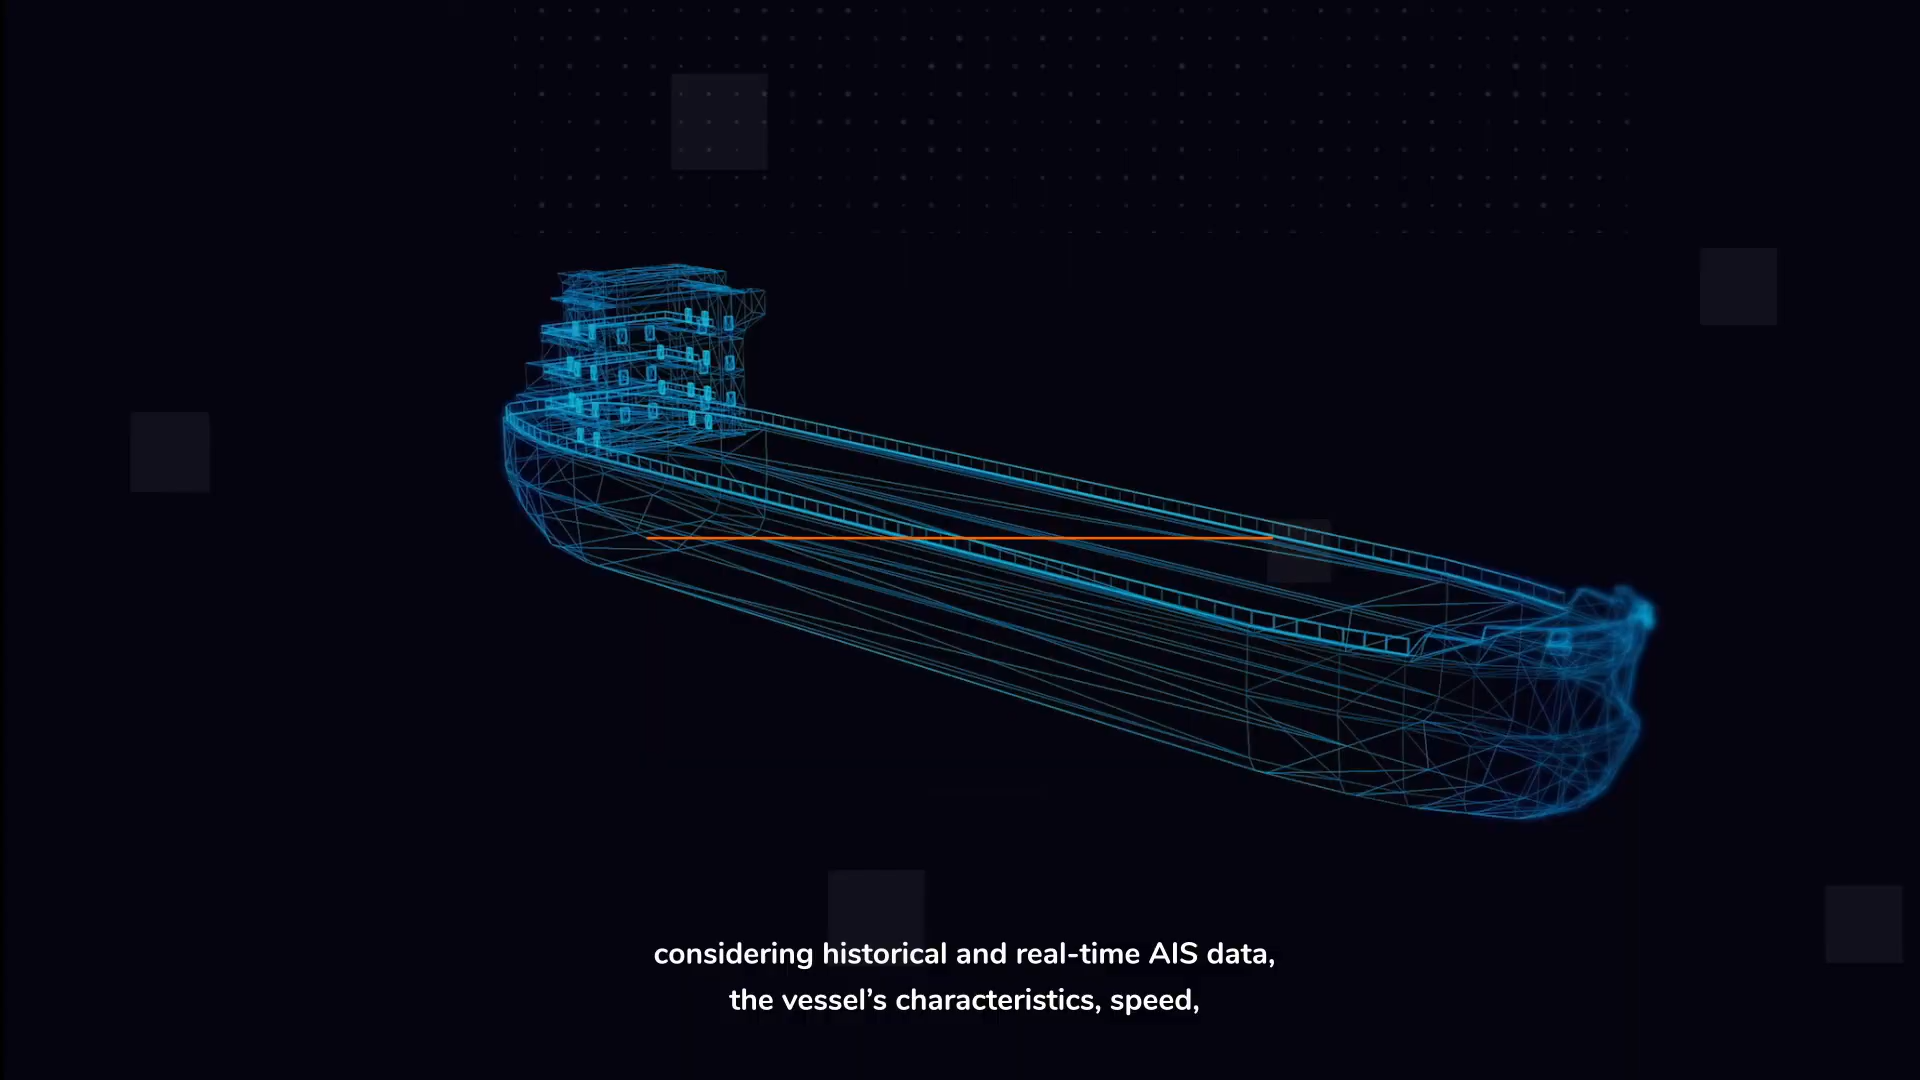 considering historical and real-time AIS data,
the vessel’s characteristics, speed,